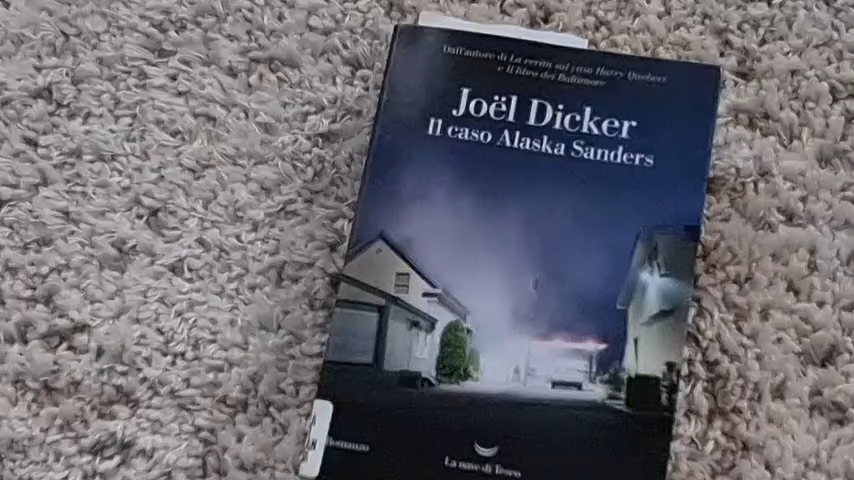 Dall'autore di La verità sul caso Harry Quebert
e Il libro dei Baltimore
Joël Dicker
Il caso Alaska Sanders
Romanzo
La nave di Teseo